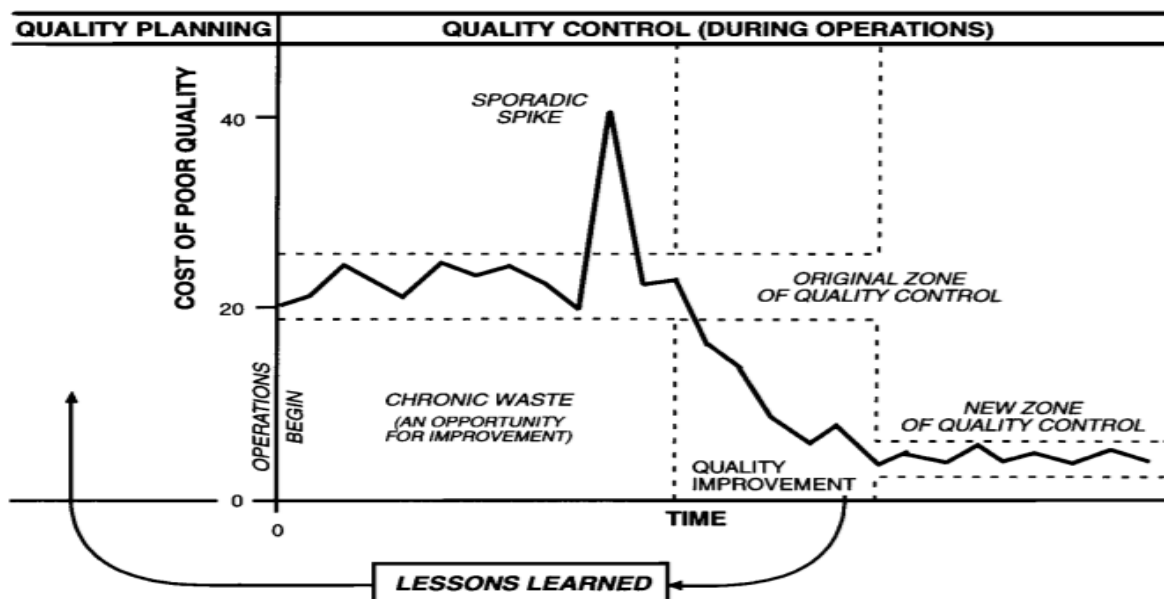 QUALITY PLANNING
QUALITY CONTROL (DURING OPERATIONS)
COST OF POOR QUALITY
40
20
0
SPORADIC
SPIKE
ORIGINAL ZONE
OF QUALITY CONTROL
OPERATIONS
BEGIN
CHRONIC WASTE
(AN OPPORTUNITY
FOR IMPROVEMENT)
NEW ZONE
OF QUALITY CONTROL
QUALITY
IMPROVEMENT
0
TIME
LESSONS LEARNED